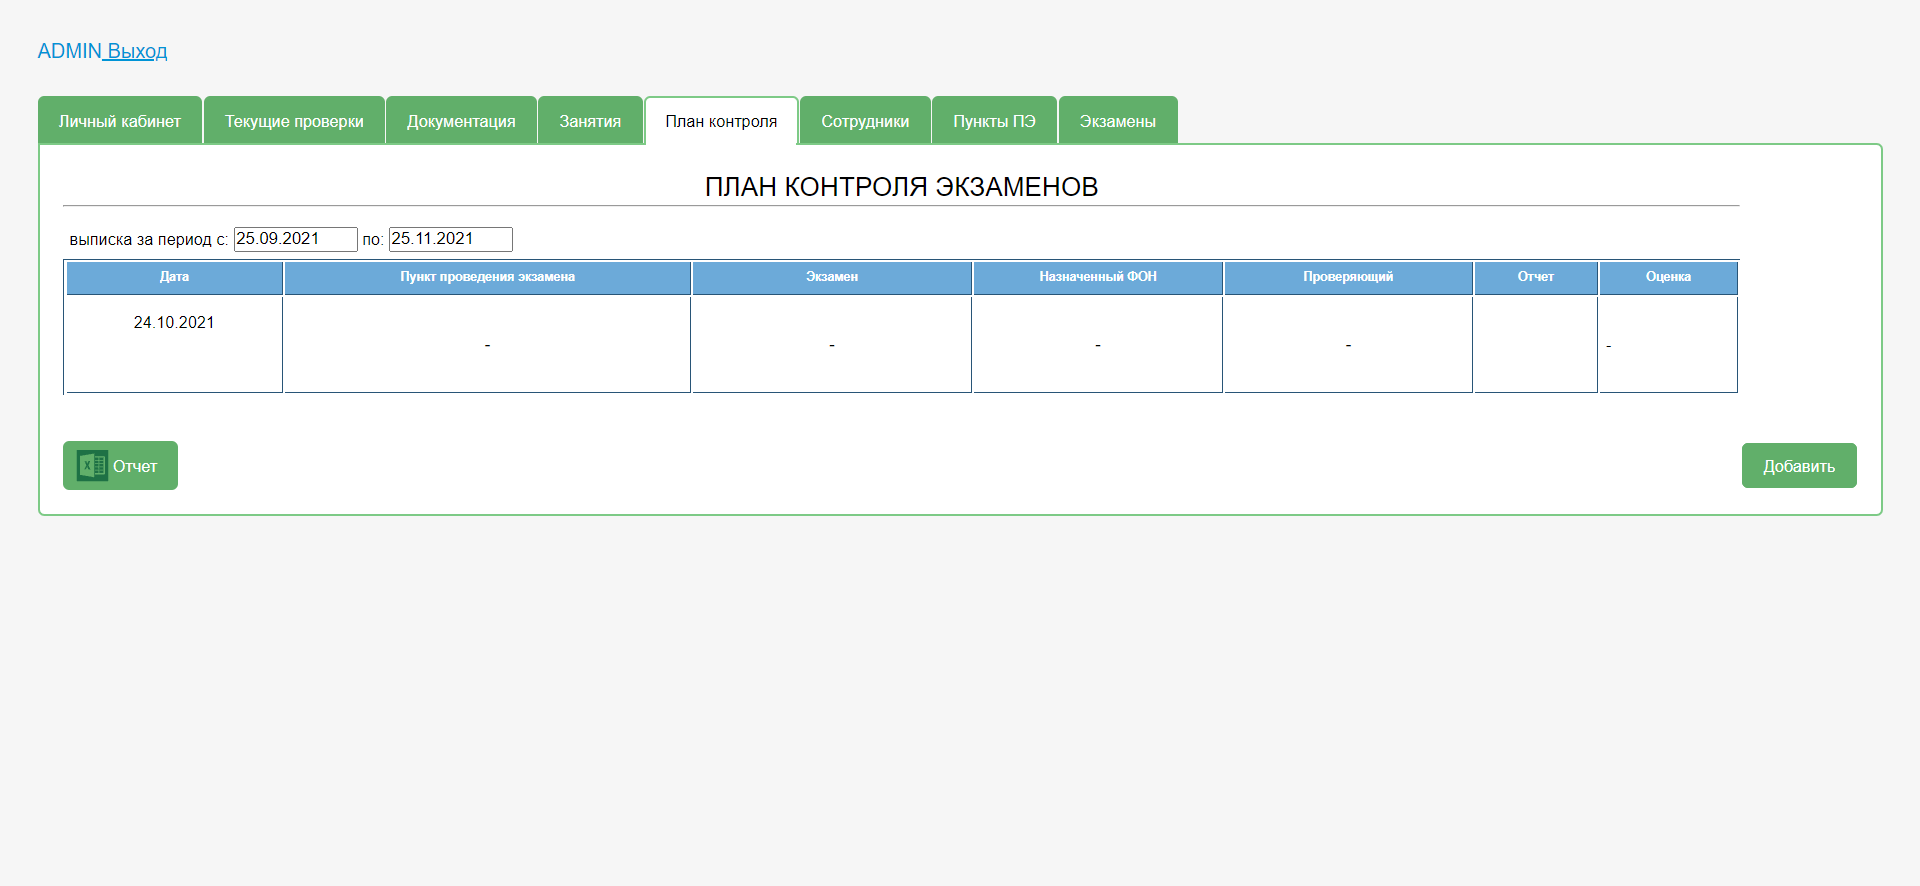 ADMIN Выход
Личный кабинет Текущие проверки Документация Занятия План контроля Сотрудники Пункты ПЭ Экзамены
ПЛАН КОНТРОЛЯ ЭКЗАМЕНОВ
выписка за период с: 25.09.2021 по: 25.11.2021
Дата Пункт проведения экзамена Экзамен Назначенный ФОН Проверяющий Отчет Оценка
24.10.2021
- - - - -
Отчет Добавить